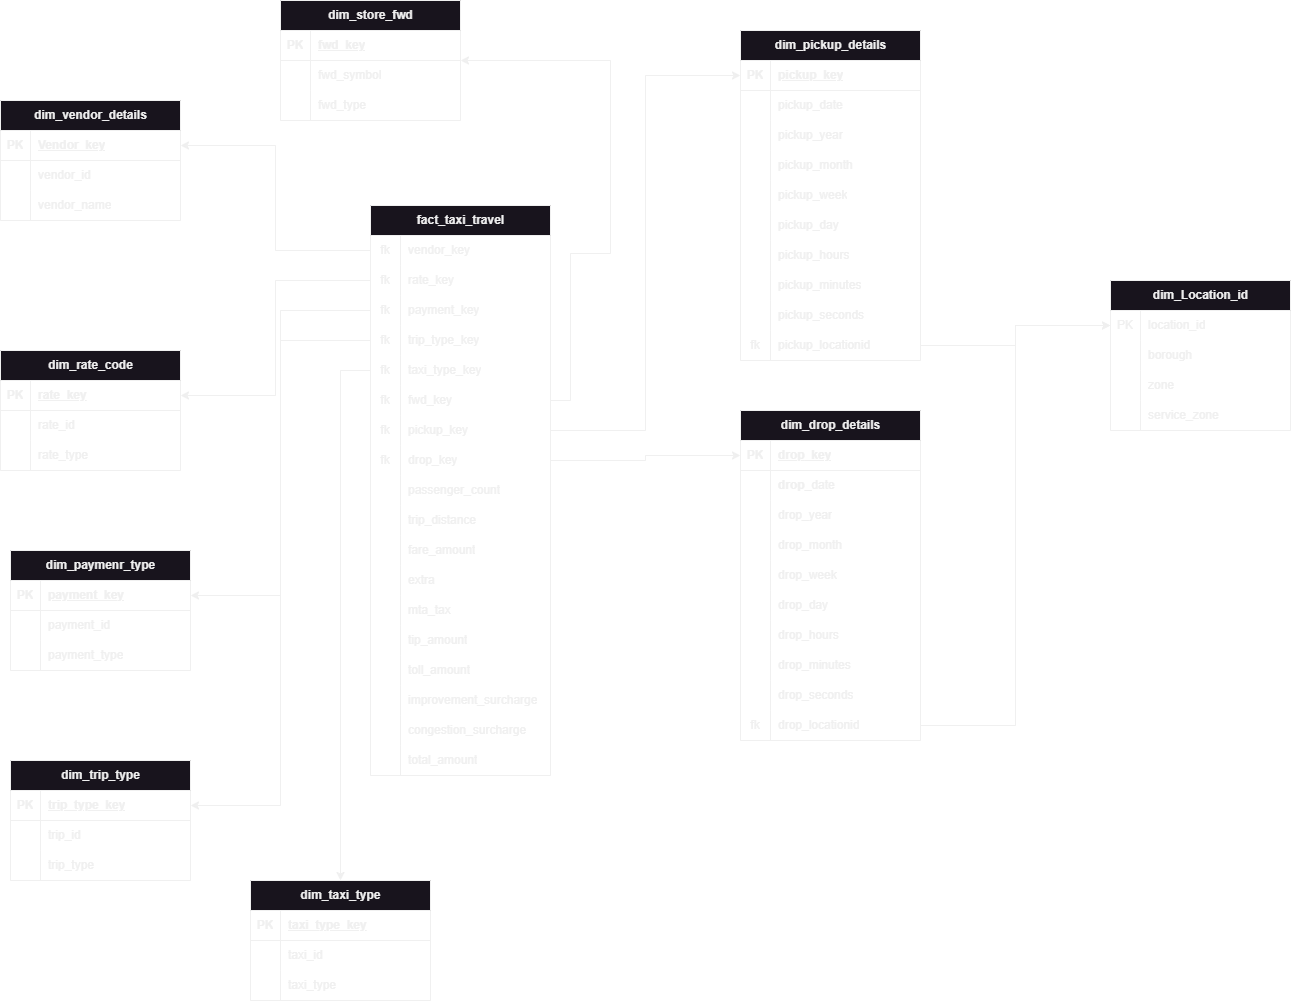 dim_store_fwd
PK fwd_key
fwd_symbol
fwd_type
dim_vendor_details
PK Vendor_key
vendor_id
vendor_name
fact_taxi_travel
fk vendor_key
fk rate_key
fk payment_key
fk trip_type_key
fk taxi_type_key
fk fwd_key
fk pickup_key
fk drop_key
passenger_count
trip_distance
fare_amount
extra
mta_tax
tip_amount
toll_amount
improvement_surcharge
congestion_surcharge
total_amount
dim_rate_code
PK rate_key
rate_id
rate_type
dim_paymenr_type
PK payment_key
payment_id
payment_type
dim_trip_type
PK trip_type_key
trip_id
trip_type
dim_taxi_type
PK taxi_type_key
taxi_id
taxi_type
dim_pickup_details
PK pickup_key
pickup_date
pickup_year
pickup_month
pickup_week
pickup_day
pickup_hours
pickup_minutes
pickup_seconds
fk pickup_locationid
dim_drop_details
PK drop_key
drop_date
drop_year
drop_month
drop_week
drop_day
drop_hours
drop_minutes
drop_seconds
fk drop_locationid
dim_Location_id
PK location_id
borough
zone
service_zone